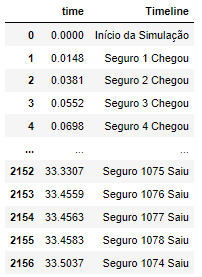 time Timeline
0 0.0000 Início da Simulação
1 0.0148 Seguro 1 Chegou
2 0.0381 Seguro 2 Chegou
3 0.0552 Seguro 3 Chegou
4 0.0698 Seguro 4 Chegou
... ... ...
2152 33.3307 Seguro 1075 Saiu
2153 33.4559 Seguro 1076 Saiu
2154 33.4563 Seguro 1077 Saiu
2155 33.4583 Seguro 1078 Saiu
2156 33.5037 Seguro 1074 Saiu